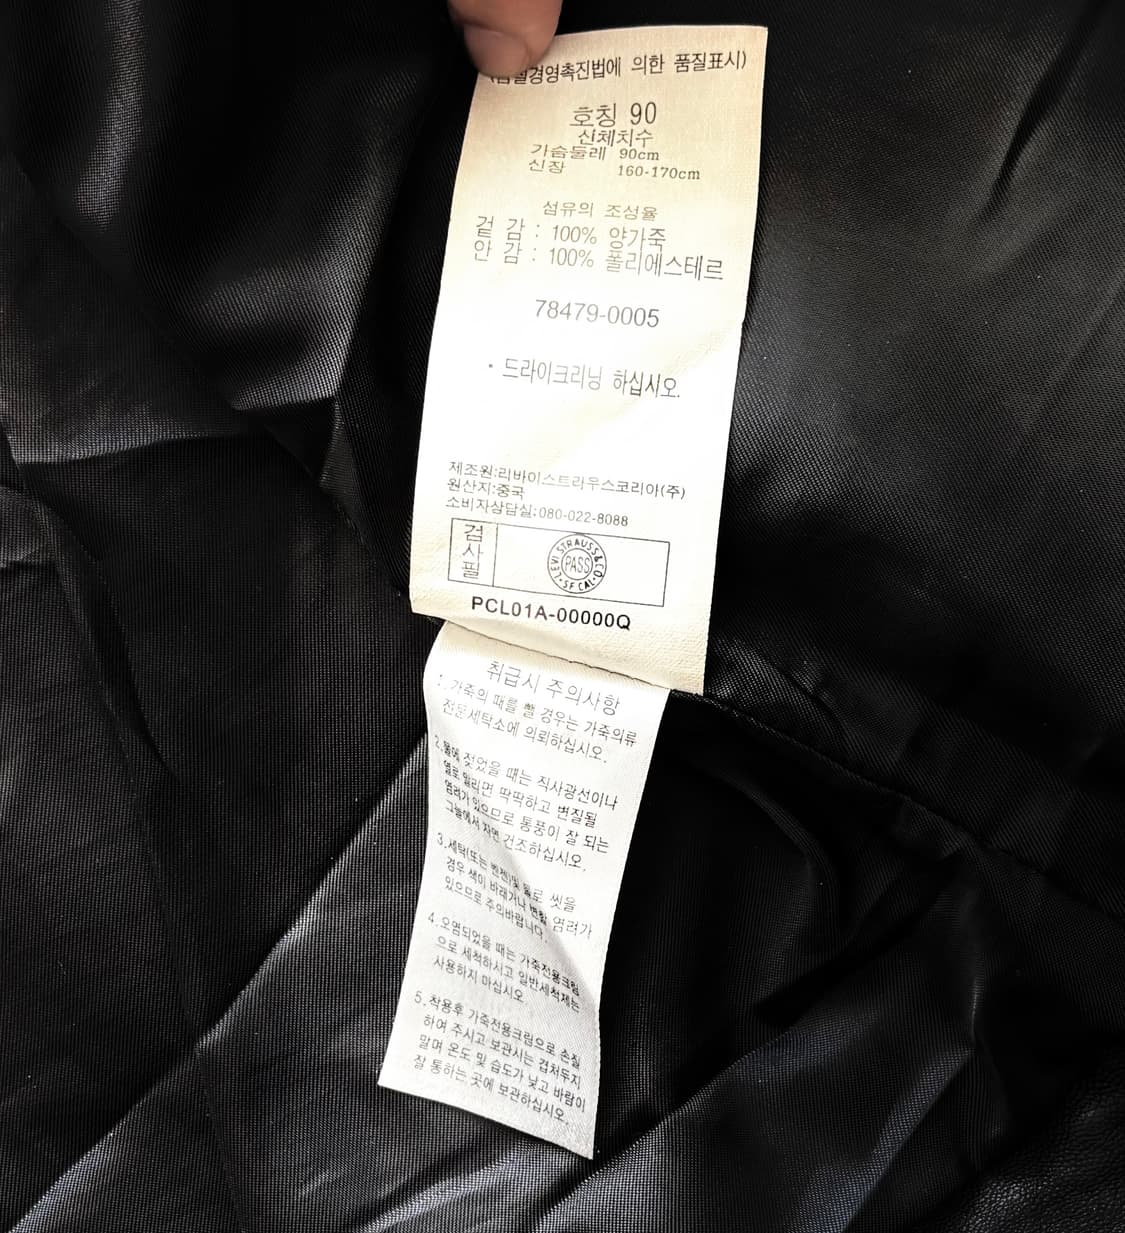 경영촉진법에 의한 품질표시)
호칭 90
신체치수
가슴둘레 90cm
신장 160-170cm
섬유의 조성율
겉 감 : 100% 양가죽
안 감 : 100% 폴리에스테르
78479-0005
· 드라이크리닝 하십시오.
제조원:리바이스트라우스코리아(주)
원산지:중국
소비자상담실:080-022-8088
검사필
LEVI STRAUSS & CO. S F CAL
PASS
PCL01A-00000Q
취급시 주의사항
1. 가죽의 때를 뺄 경우는 가죽의류
전문세탁소에 의뢰하십시오.
2.물에 젖었을 때는 직사광선이나
열로 말리면 딱딱하고 변질될
염려가 있으므로 통풍이 잘 되는
그늘에서 자연 건조하십시오.
3.세탁(또는 벤젠)및 물로 씻을
경우 색이 바래거나 변할 염려가
있으므로 주의바랍니다.
4.오염되었을 때는 가죽전용크림
으로 세척하시고 일반세척제는
사용하지 마십시오.
5.착용후 가죽전용크림으로 손질
하여 주시고 보관시는 겹쳐두지
말며 온도 및 습도가 낮고 바람이
잘 통하는 곳에 보관하십시오.